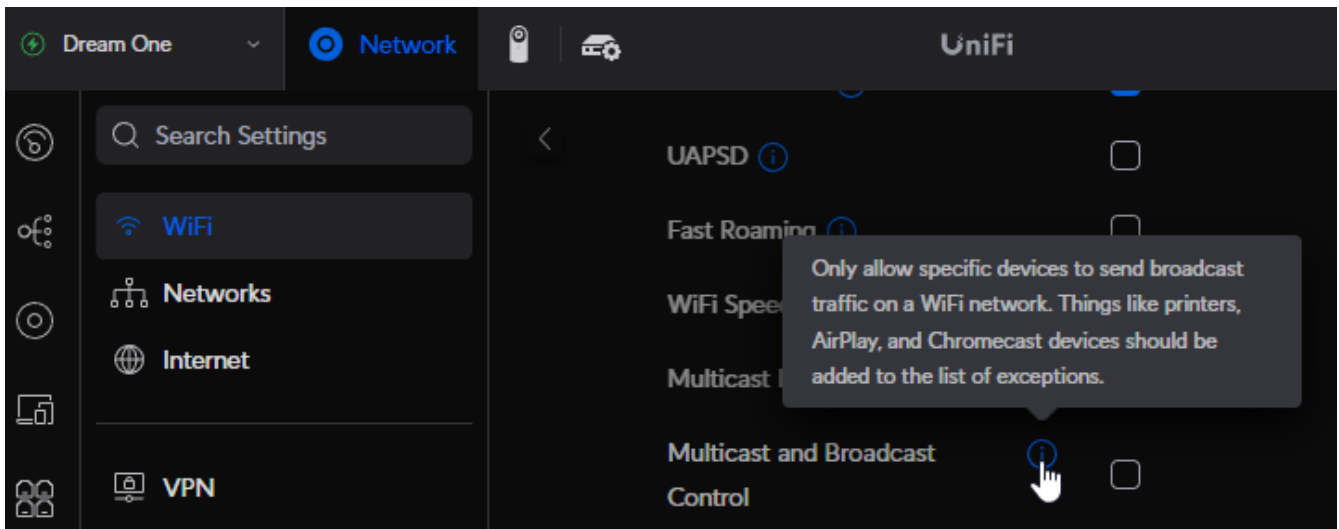 Dream One
Network
UniFi
Search Settings
WiFi
Networks
Internet
VPN
UAPSD
Fast Roaming
WiFi Speed
Multicast
Only allow specific devices to send broadcast
traffic on a WiFi network. Things like printers,
AirPlay, and Chromecast devices should be
added to the list of exceptions.
Multicast and Broadcast
Control